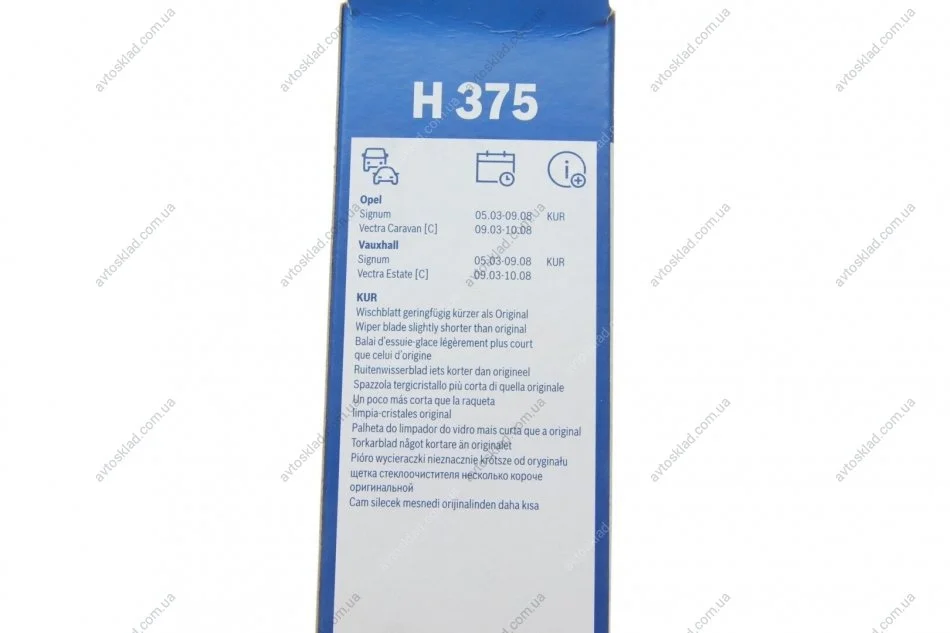 H 375
Opel
Signum 05.03-09.08 KUR
Vectra Caravan [C] 09.03-10.08
Vauxhall
Signum 05.03-09.08 KUR
Vectra Estate [C] 09.03-10.08
KUR
Wischblatt geringfügig kürzer als Original
Wiper blade slightly shorter than original
Balai d'essuie-glace lègèrement plus court
que celui d'origine
Ruitenwisserblad iets korter dan origineel
Spazzola tergicristallo più corta di quella originale
Un poco más corta que la raqueta
limpia-cristales original
Palheta do limpador do vidro mais curta que a original
Torkarblad något kortare än originalet
Pióro wycieraczki nieznacznie krótsze od oryginału
щетка стеклоочистителя несколько короче
оригинальной
Cam silecek mesnedi orijinalinden daha kısa
avtosklad.com.ua